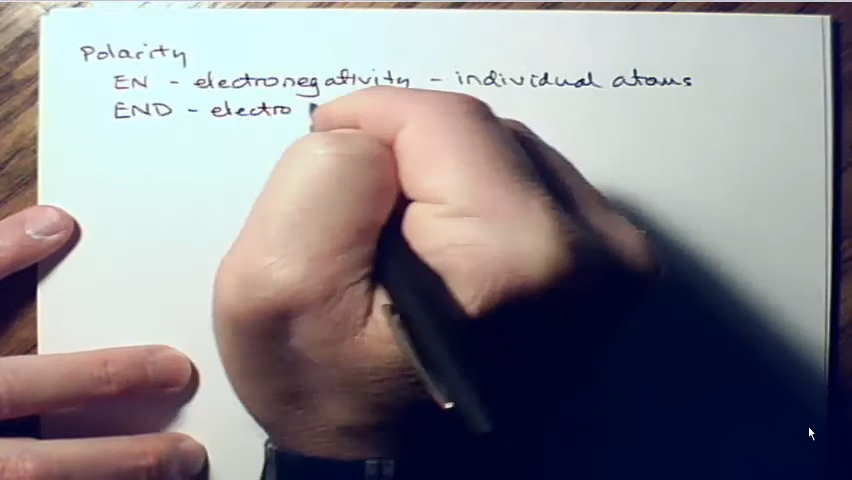 Polarity
EN - electronegativity - individual atoms
END - electro